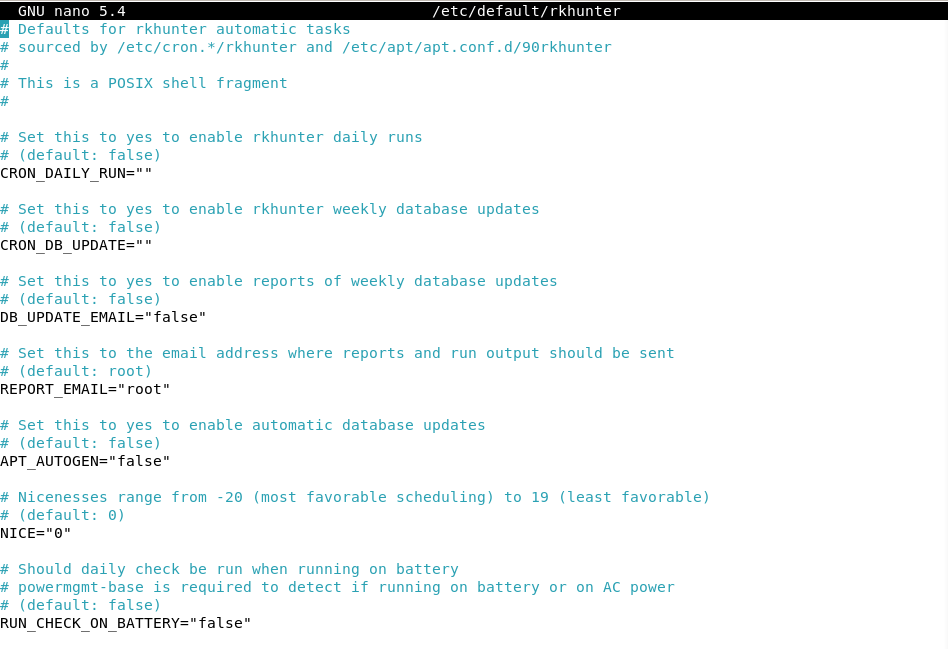 GNU nano 5.4 /etc/default/rkhunter
# Defaults for rkhunter automatic tasks
# sourced by /etc/cron.*/rkhunter and /etc/apt/apt.conf.d/90rkhunter
#
# This is a POSIX shell fragment
#
# Set this to yes to enable rkhunter daily runs
# (default: false)
CRON_DAILY_RUN=""
# Set this to yes to enable rkhunter weekly database updates
# (default: false)
CRON_DB_UPDATE=""
# Set this to yes to enable reports of weekly database updates
# (default: false)
DB_UPDATE_EMAIL="false"
# Set this to the email address where reports and run output should be sent
# (default: root)
REPORT_EMAIL="root"
# Set this to yes to enable automatic database updates
# (default: false)
APT_AUTOGEN="false"
# Nicenesses range from -20 (most favorable scheduling) to 19 (least favorable)
# (default: 0)
NICE="0"
# Should daily check be run when running on battery
# powermgmt-base is required to detect if running on battery or on AC power
# (default: false)
RUN_CHECK_ON_BATTERY="false"